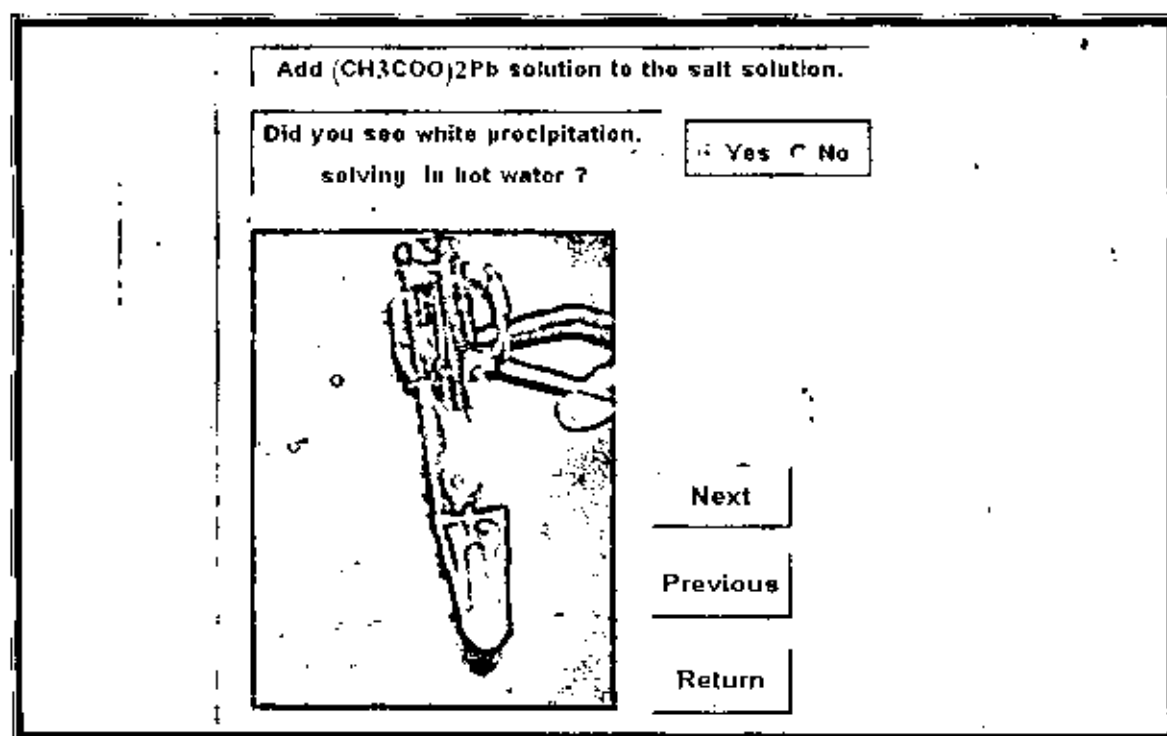 Add (CH3COO)2Pb solution to the salt solution.
Did you see white procipitation.
solving in hot water ?
Yes No
Next
Previous
Return